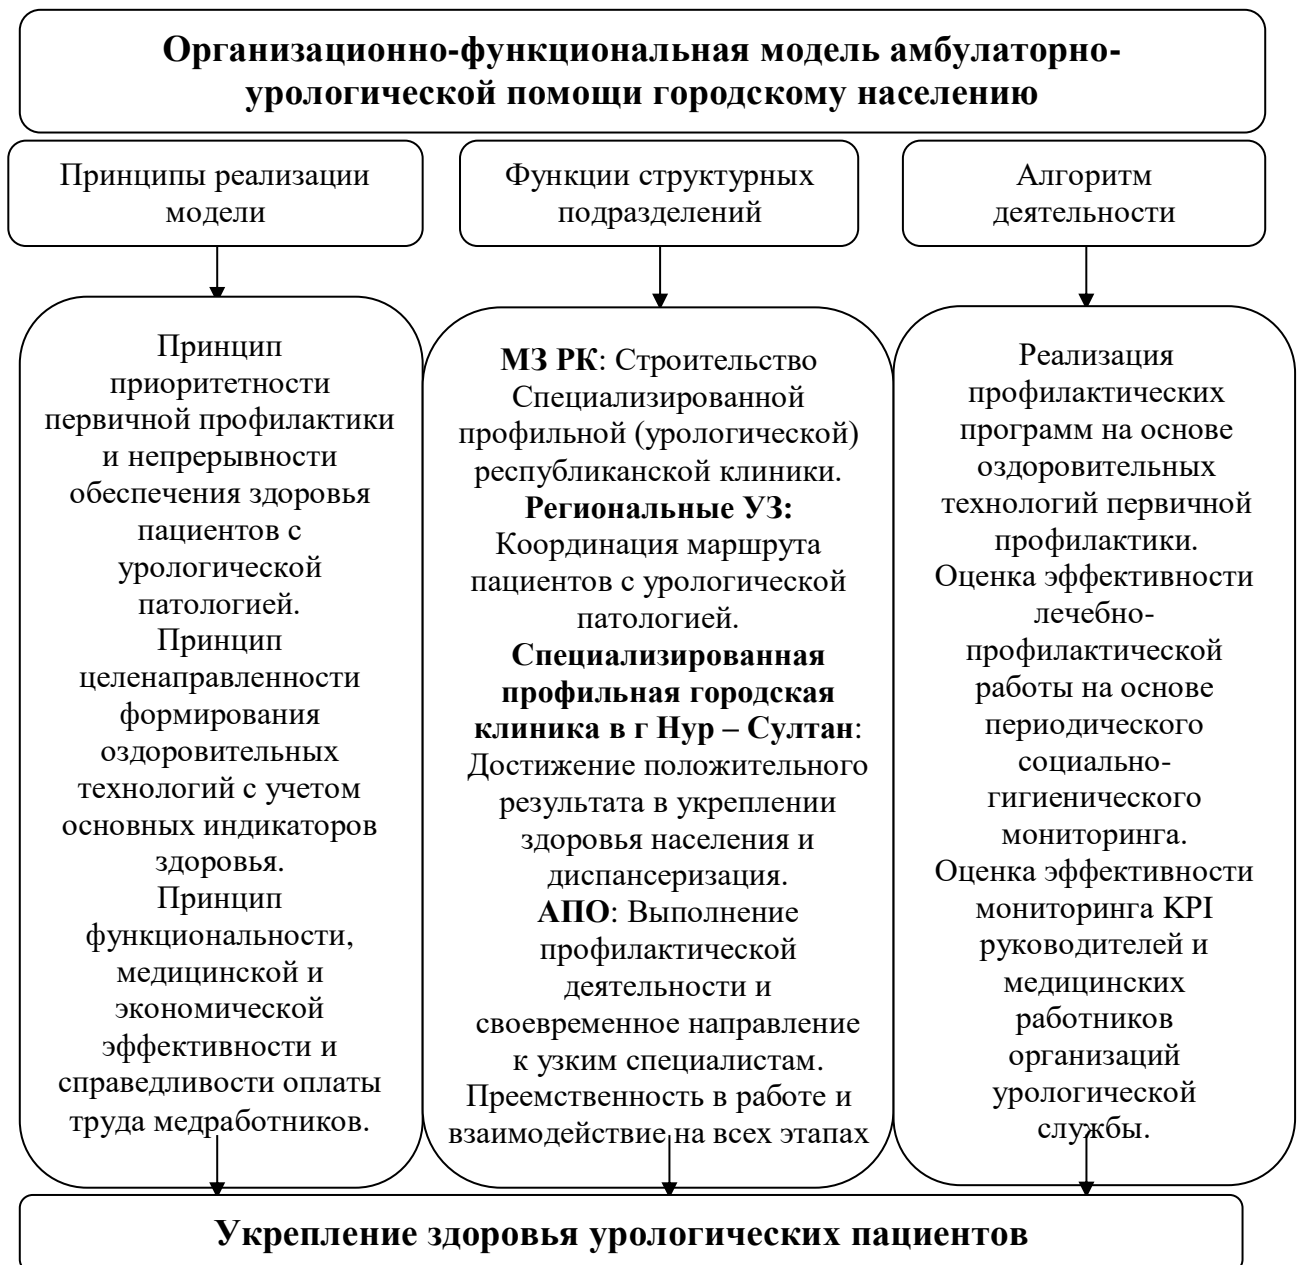 Организационно-функциональная модель амбулаторно-
урологической помощи городскому населению
Принципы реализации
модели
Функции структурных
подразделений
Алгоритм
деятельности
Принцип
приоритетности
первичной профилактики
и непрерывности
обеспечения здоровья
пациентов с
урологической
патологией.
Принцип
целенаправленности
формирования
оздоровительных
технологий с учетом
основных индикаторов
здоровья.
Принцип
функциональности,
медицинской и
экономической
эффективности и
справедливости оплаты
труда медработников.
МЗ РК: Строительство
Специализированной
профильной (урологической)
республиканской клиники.
Региональные УЗ:
Координация маршрута
пациентов с урологической
патологией.
Специализированная
профильная городская
клиника в г Нур – Султан:
Достижение положительного
результата в укреплении
здоровья населения и
диспансеризация.
АПО: Выполнение
профилактической
деятельности и
своевременное направление
к узким специалистам.
Преемственность в работе и
взаимодействие на всех этапах
Реализация
профилактических
программ на основе
оздоровительных
технологий первичной
профилактики.
Оценка эффективности
лечебно-
профилактической
работы на основе
периодического
социально-
гигиенического
мониторинга.
Оценка эффективности
мониторинга KPI
руководителей и
медицинских
работников
организаций
урологической
службы.
Укрепление здоровья урологических пациентов